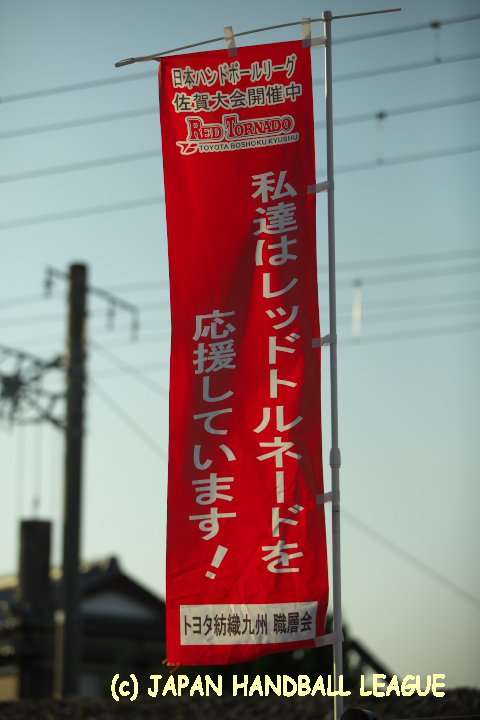 日本ハンドボールリーグ
佐賀大会開催中
RED TORNADO
TB TOYOTA BOSHOKU KYUSHU
私達はレッドトルネードを
応援しています！
トヨタ紡織九州 職層会
(c) JAPAN HANDBALL LEAGUE